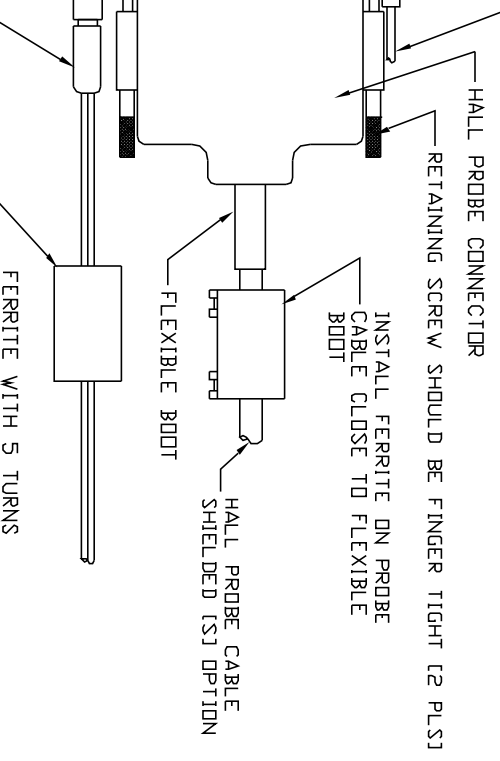 HALL PROBE CONNECTOR
RETAINING SCREW SHOULD BE FINGER TIGHT [2 PLS]
INSTALL FERRITE ON PROBE
CABLE CLOSE TO FLEXIBLE
BOOT
HALL PROBE CABLE
SHIELDED [S] OPTION
FLEXIBLE BOOT
FERRITE WITH 5 TURNS